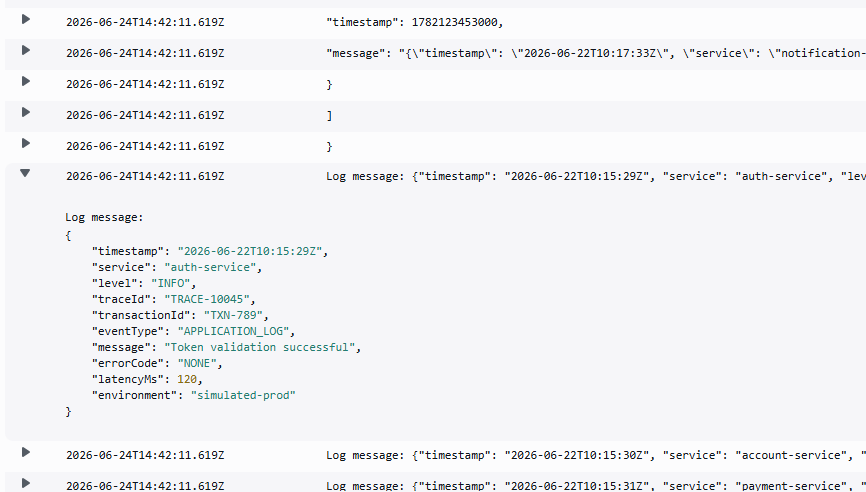 2026-06-24T14:42:11.619Z "timestamp": 1782123453000,
2026-06-24T14:42:11.619Z "message": "{\"timestamp\": \"2026-06-22T10:17:33Z\", \"service\": \"notification-
2026-06-24T14:42:11.619Z }
2026-06-24T14:42:11.619Z ]
2026-06-24T14:42:11.619Z }
2026-06-24T14:42:11.619Z Log message: {"timestamp": "2026-06-22T10:15:29Z", "service": "auth-service", "lev
Log message:
{
    "timestamp": "2026-06-22T10:15:29Z",
    "service": "auth-service",
    "level": "INFO",
    "traceId": "TRACE-10045",
    "transactionId": "TXN-789",
    "eventType": "APPLICATION_LOG",
    "message": "Token validation successful",
    "errorCode": "NONE",
    "latencyMs": 120,
    "environment": "simulated-prod"
}
2026-06-24T14:42:11.619Z Log message: {"timestamp": "2026-06-22T10:15:30Z", "service": "account-service", "
2026-06-24T14:42:11.619Z Log message: {"timestamp": "2026-06-22T10:15:31Z", "service": "payment-service", "